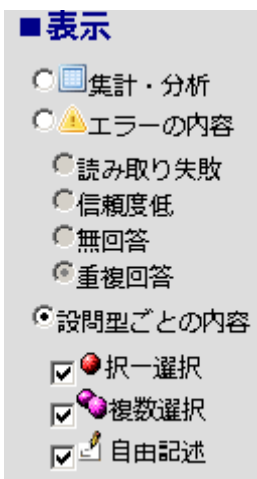 ■表示
集計・分析
エラーの内容
読み取り失敗
信頼度低
無回答
重複回答
設問型ごとの内容
択一選択
複数選択
自由記述